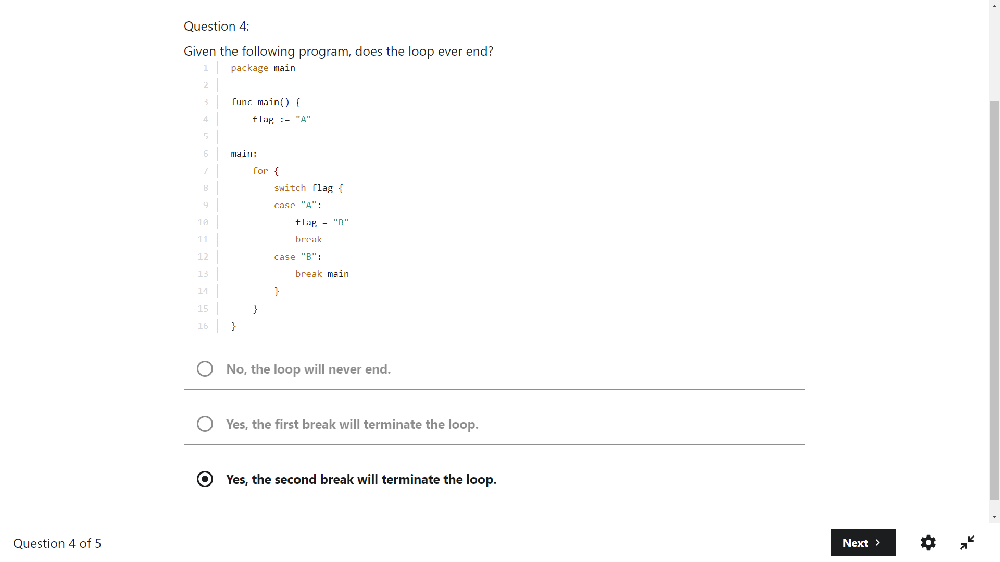 Question 4:
Given the following program, does the loop ever end?
1 package main
2
3 func main() {
4     flag := "A"
5
6 main:
7     for {
8         switch flag {
9         case "A":
10             flag = "B"
11             break
12         case "B":
13             break main
14         }
15     }
16 }
No, the loop will never end.
Yes, the first break will terminate the loop.
Yes, the second break will terminate the loop.
Question 4 of 5
Next